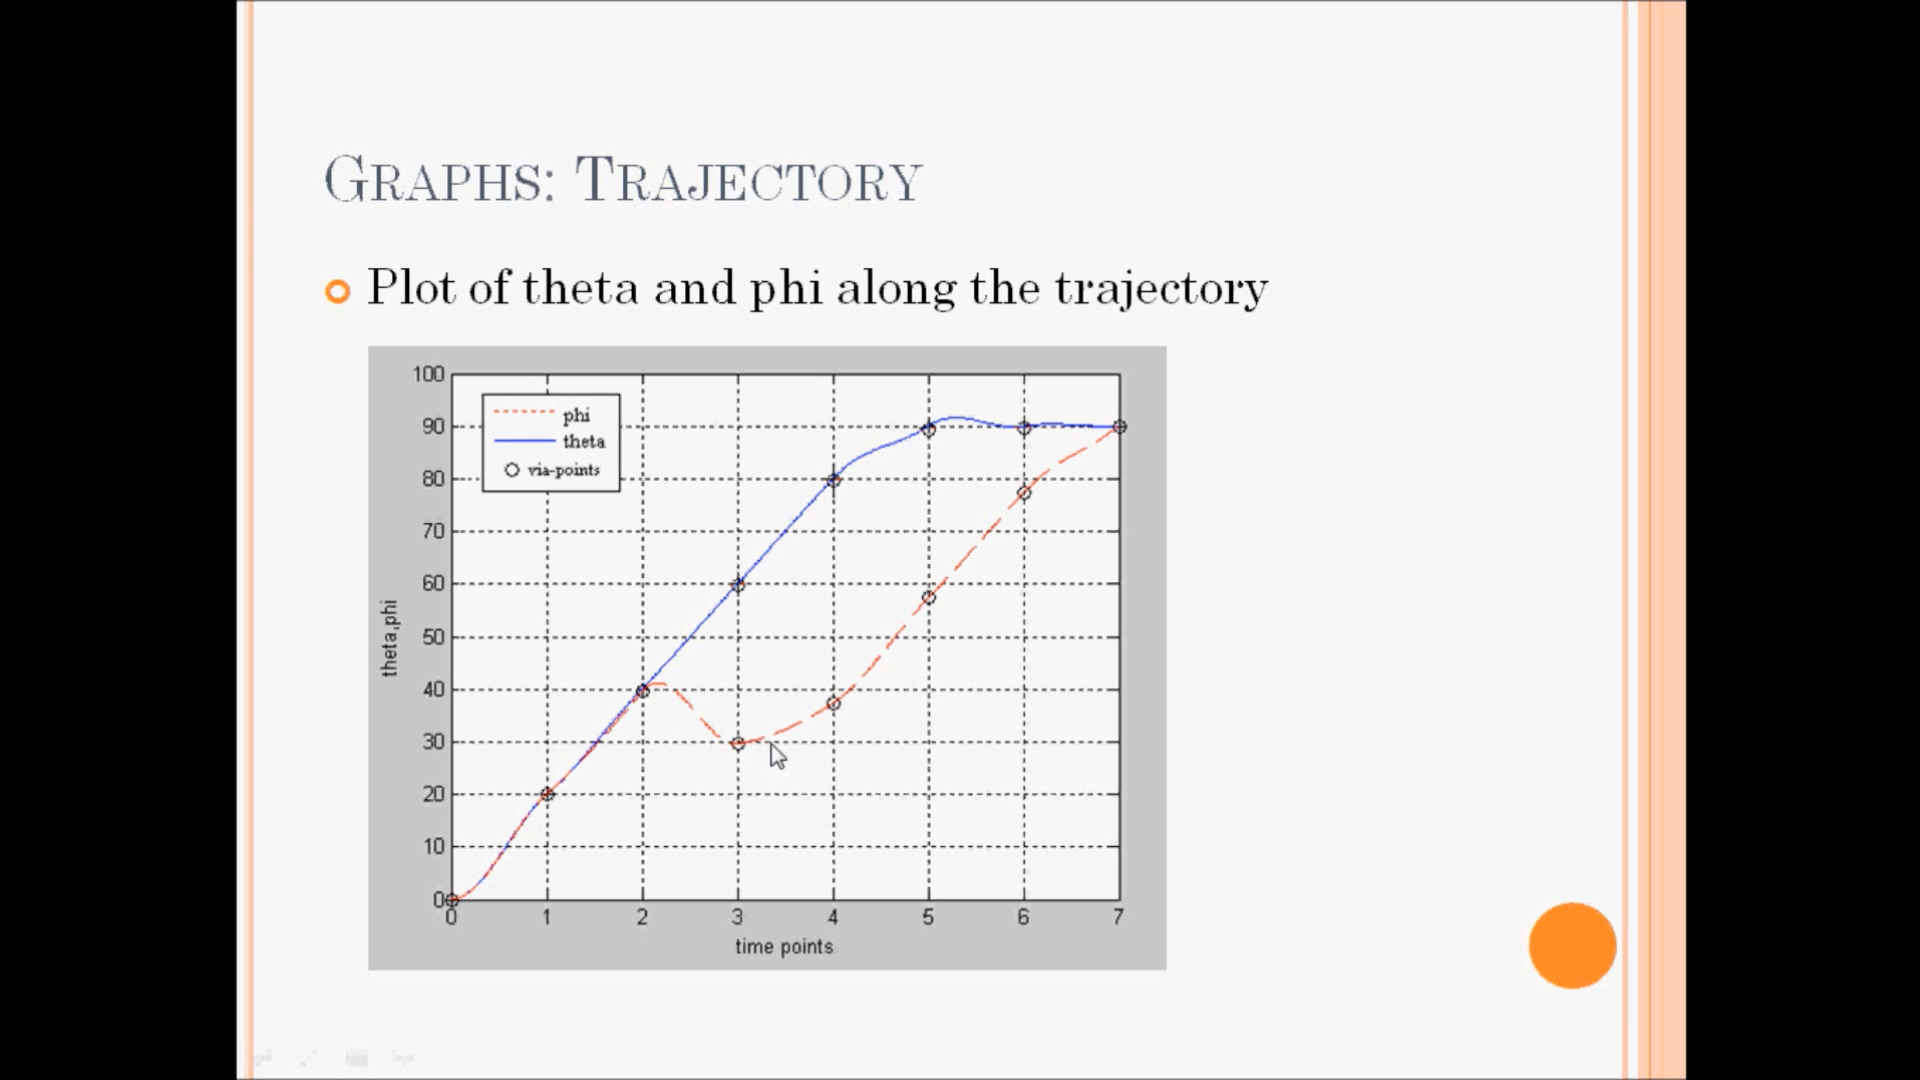 GRAPHS: TRAJECTORY
Plot of theta and phi along the trajectory
100
90
80
70
60
50
40
30
20
10
0
phi
theta
via-points
theta,phi
0 1 2 3 4 5 6 7
time points